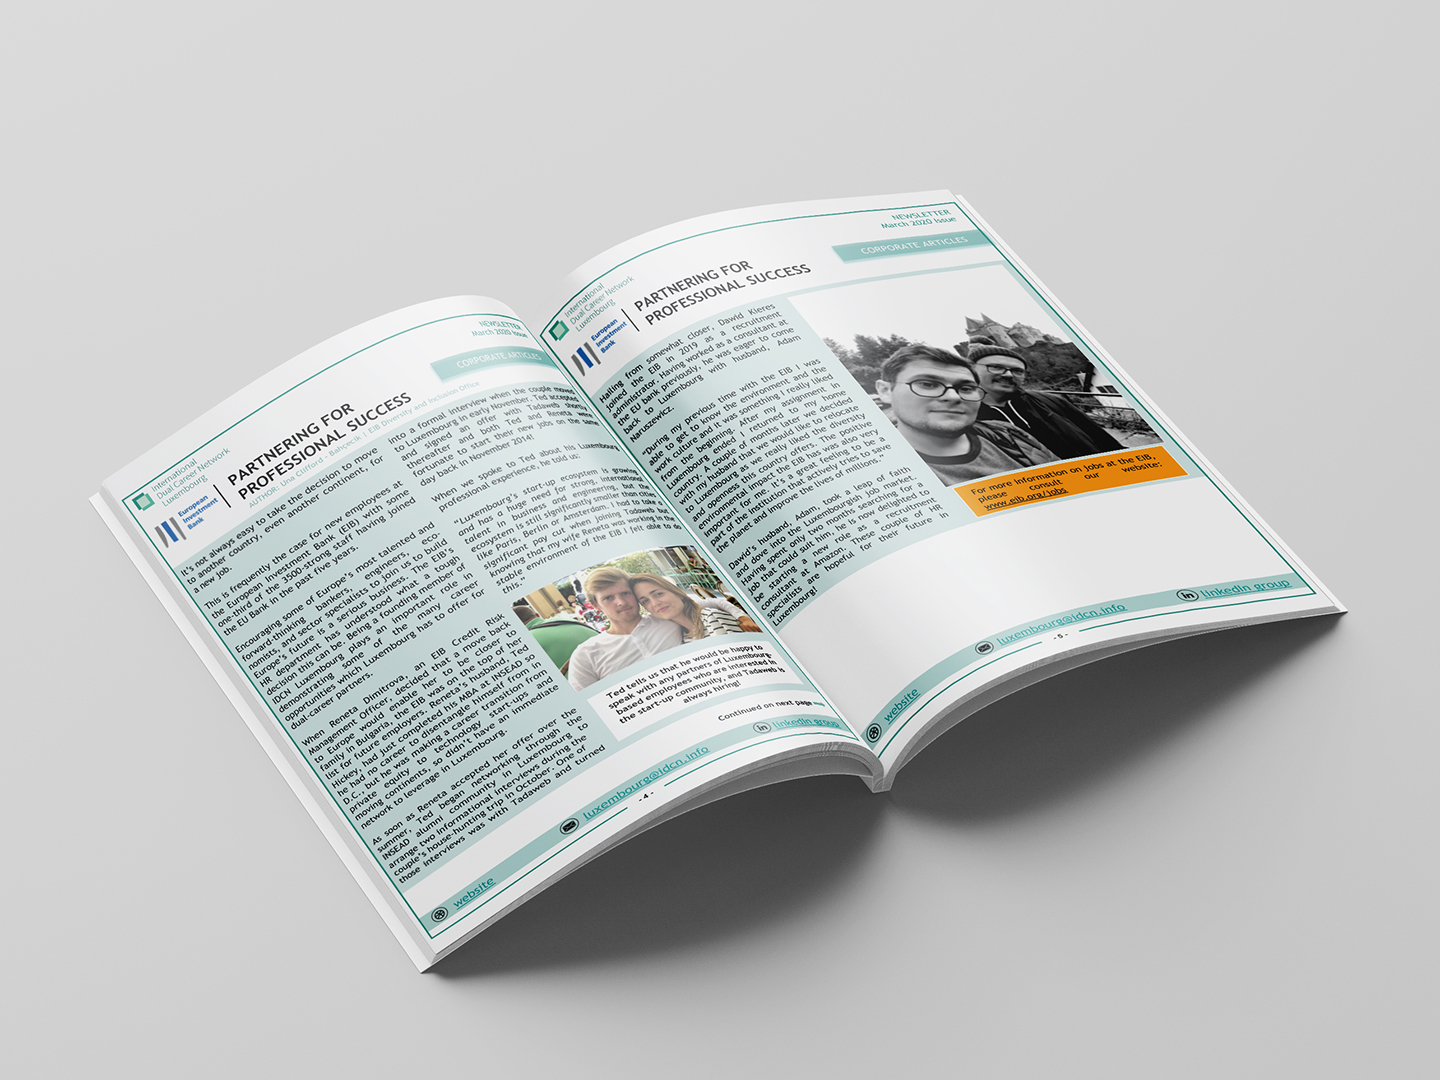 NEWSLETTER
March 2020 Issue
CORPORATE ARTICLES
International
Dual Career Network
Luxembourg
European
Investment
Bank
PARTNERING FOR
PROFESSIONAL SUCCESS
AUTHOR: Una Clifford - Bahçecik | EIB Diversity and Inclusion Office
It's not always easy to take the decision to move
to another country, even another continent, for
a new job.
This is frequently the case for new employees at
the European Investment Bank (EIB) with some
one-third of the 3500-strong staff having joined
the EU Bank in the past five years.
Encouraging some of Europe's most talented and
forward-thinking bankers, engineers, eco-
nomists, and sector specialists to join us to build
Europe's future is a serious business. The EIB's
HR department has understood what a tough
decision this can be. Being a founding member of
IDCN Luxembourg plays an important role in
demonstrating some of the many career
opportunities which Luxembourg has to offer for
dual-career partners.
When Reneta Dimitrova, an EIB Credit Risk
Management Officer, decided that a move back
to Europe would enable her to be closer to
family in Bulgaria, the EIB was on the top of her
list for future employers. Reneta's husband, Ted
Hickey, had just completed his MBA at INSEAD so
he had no career to disentangle himself from in
D.C., but he was making a career transition from
private equity to technology start-ups and
moving continents, so didn't have an immediate
network to leverage in Luxembourg.
As soon as Reneta accepted her offer over the
summer, Ted began networking through the
INSEAD alumni community in Luxembourg to
arrange two informational interviews during the
couple's house-hunting trip in October. One of
those interviews was with Tadaweb and turned
into a formal interview when the couple moved
to Luxembourg in early November. Ted accepted
and signed an offer with Tadaweb shortly
thereafter and both Ted and Reneta were
fortunate to start their new jobs on the same
day back in November 2014!
When we spoke to Ted about his Luxembourg
professional experience, he told us:
"Luxembourg's start-up ecosystem is growing
and has a huge need for strong, international
talent in business and engineering, but the
ecosystem is still significantly smaller than cities
like Paris, Berlin or Amsterdam. I had to take a
significant pay cut when joining Tadaweb but
knowing that my wife Reneta was working in the
stable environment of the EIB I felt able to do
this."
Ted tells us that he would be happy to
speak with any partners of Luxembourg-
based employees who are interested in
the start-up community, and Tadaweb is
always hiring!
Continued on next page
website
luxembourg@idcn.info
linkedin group
- 4 -
NEWSLETTER
March 2020 Issue
CORPORATE ARTICLES
International
Dual Career Network
Luxembourg
European
Investment
Bank
PARTNERING FOR
PROFESSIONAL SUCCESS
Hailing from somewhat closer, Dawid Kieres
joined the EIB in 2019 as a recruitment
administrator. Having worked as a consultant at
the EU bank previously, he was eager to come
back to Luxembourg with husband, Adam
Naruszewicz.
"During my previous time with the EIB I was
able to get to know the environment and the
work culture and it was something I really liked
from the beginning. After my assignment in
Luxembourg ended I returned to my home
country. A couple of months later we decided
with my husband that we would like to relocate
to Luxembourg as we really liked the diversity
and openness this country offers. The positive
environmental impact the EIB has was also very
important for me. It's a great feeling to be a
part of the institution that actively tries to save
the planet and improve the lives of millions."
Dawid's husband, Adam, took a leap of faith
and dove into the Luxembourgish job market.
Having spent only two months searching for a
job that could suit him, he is now delighted to
be starting a new role as a recruitment
consultant at Amazon. These couple of HR
specialists are hopeful for their future in
Luxembourg!
For more information on jobs at the EIB,
please consult our website:
www.eib.org/jobs
website
luxembourg@idcn.info
linkedin group
- 5 -